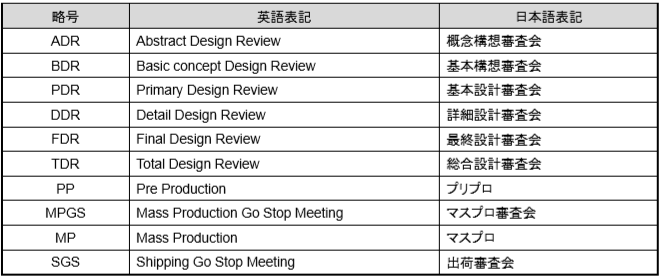 略号 英語表記 日本語表記
ADR Abstract Design Review 概念構想審査会
BDR Basic concept Design Review 基本構想審査会
PDR Primary Design Review 基本設計審査会
DDR Detail Design Review 詳細設計審査会
FDR Final Design Review 最終設計審査会
TDR Total Design Review 総合設計審査会
PP Pre Production プリプロ
MPGS Mass Production Go Stop Meeting マスプロ審査会
MP Mass Production マスプロ
SGS Shipping Go Stop Meeting 出荷審査会